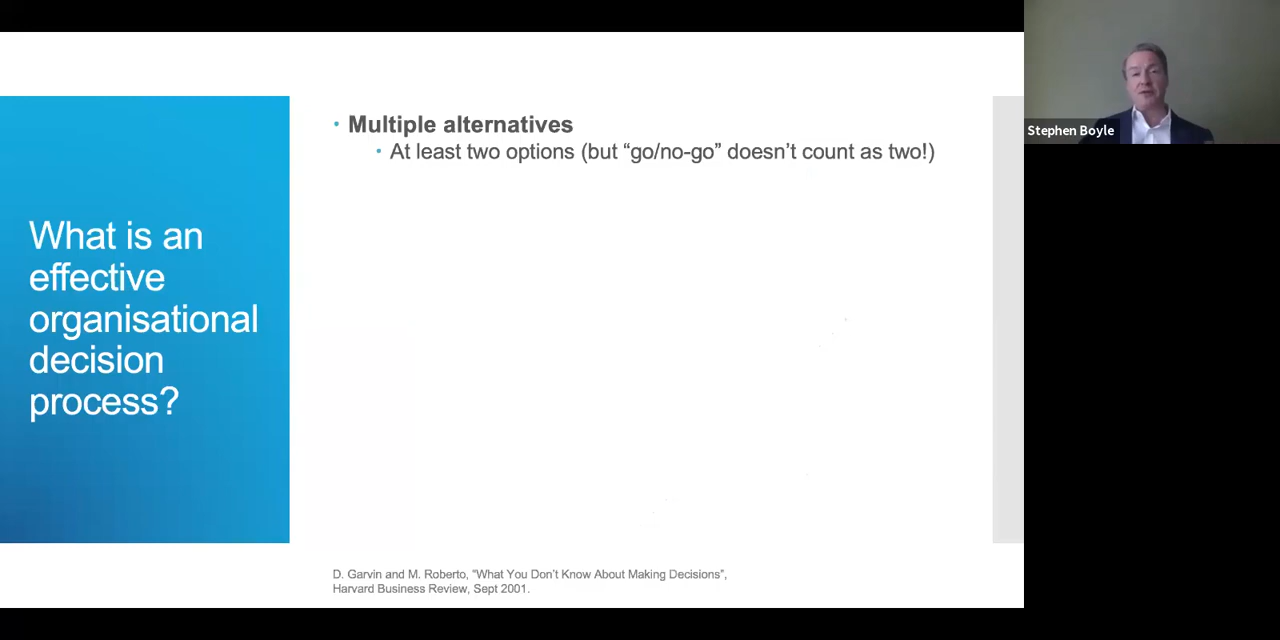 What is an
effective
organisational
decision
process?
• Multiple alternatives
• At least two options (but “go/no-go” doesn’t count as two!)
D. Garvin and M. Roberto, “What You Don’t Know About Making Decisions”,
Harvard Business Review, Sept 2001.
Stephen Boyle